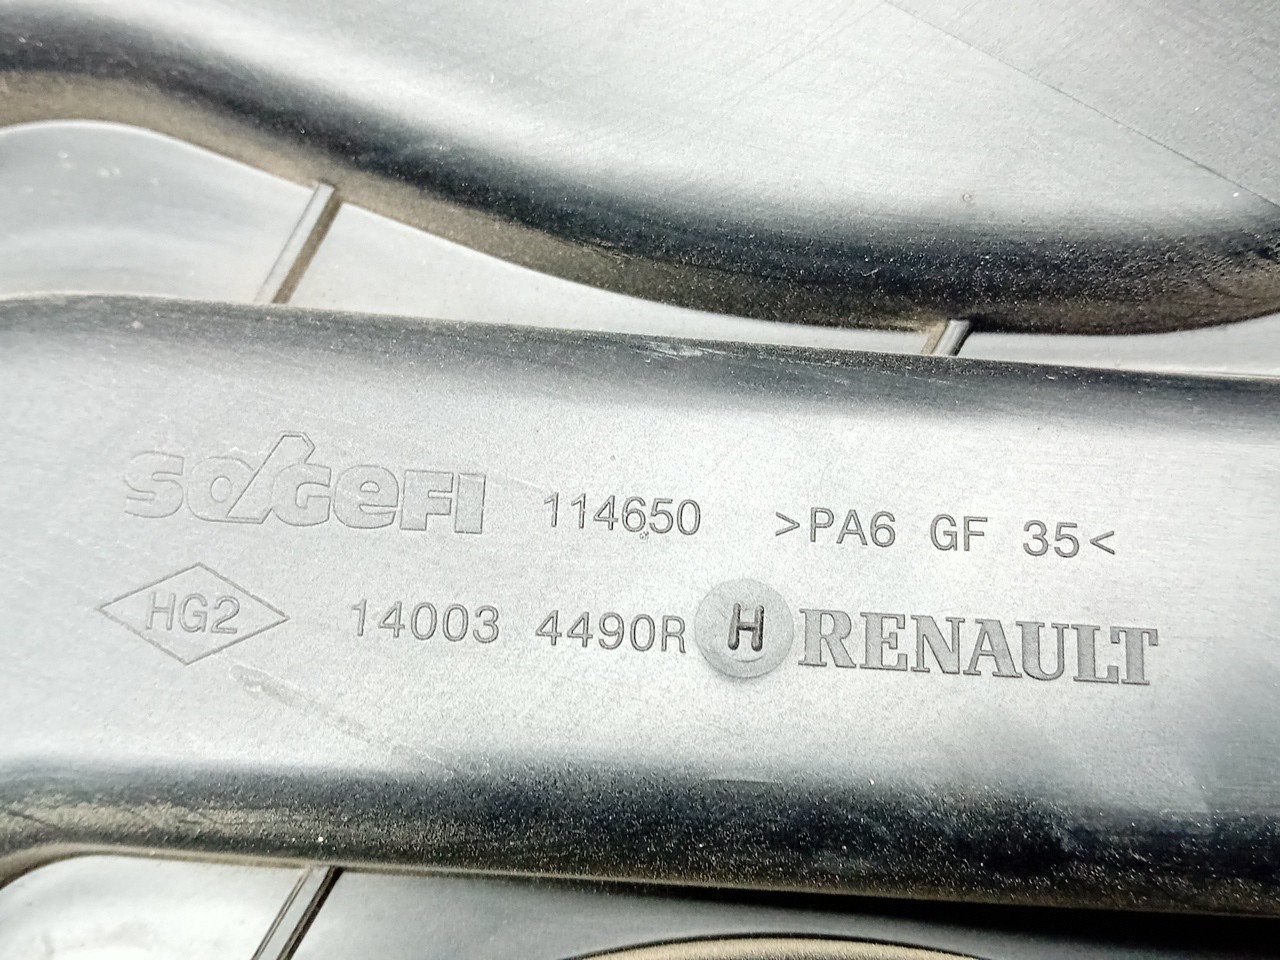 SOGEFI 114650 >PA6 GF 35<
HG2 14003 4490R H RENAULT